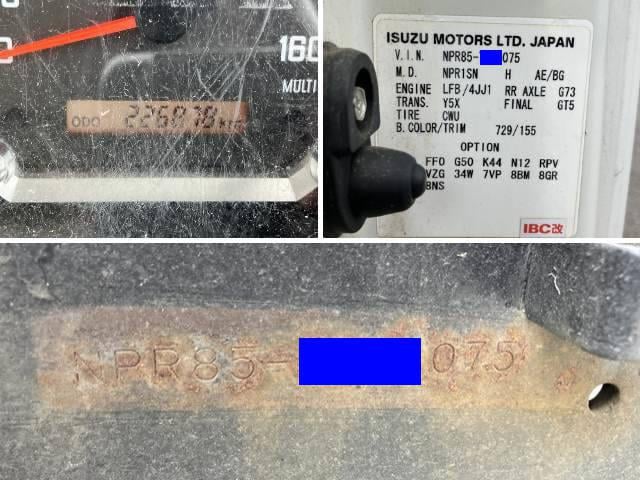 160
MULTI
ODO 226878 km
ISUZU MOTORS LTD. JAPAN
V.I.N. NPR85- 075
M.D. NPR1SN H AE/BG
ENGINE LFB/4JJ1 RR AXLE G73
TRANS. Y5X FINAL GT5
TIRE CWU
B.COLOR/TRIM 729/155
OPTION
FFO G50 K44 N12 RPV
VZG 34W 7VP 8BM 8GR
8NS
IBC改
NPR85- 075